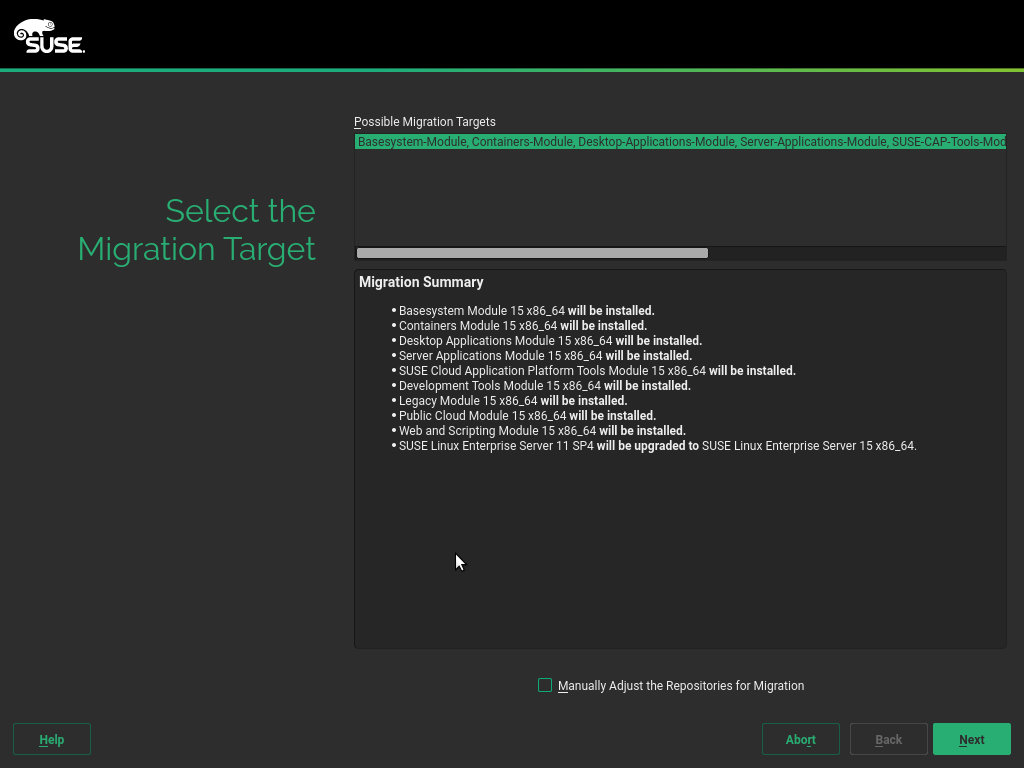 SUSE
Possible Migration Targets
Basesystem-Module, Containers-Module, Desktop-Applications-Module, Server-Applications-Module, SUSE-CAP-Tools-Mod
Select the
Migration Target
Migration Summary
• Basesystem Module 15 x86_64 will be installed.
• Containers Module 15 x86_64 will be installed.
• Desktop Applications Module 15 x86_64 will be installed.
• Server Applications Module 15 x86_64 will be installed.
• SUSE Cloud Application Platform Tools Module 15 x86_64 will be installed.
• Development Tools Module 15 x86_64 will be installed.
• Legacy Module 15 x86_64 will be installed.
• Public Cloud Module 15 x86_64 will be installed.
• Web and Scripting Module 15 x86_64 will be installed.
• SUSE Linux Enterprise Server 11 SP4 will be upgraded to SUSE Linux Enterprise Server 15 x86_64.
Manually Adjust the Repositories for Migration
Help Abort Back Next